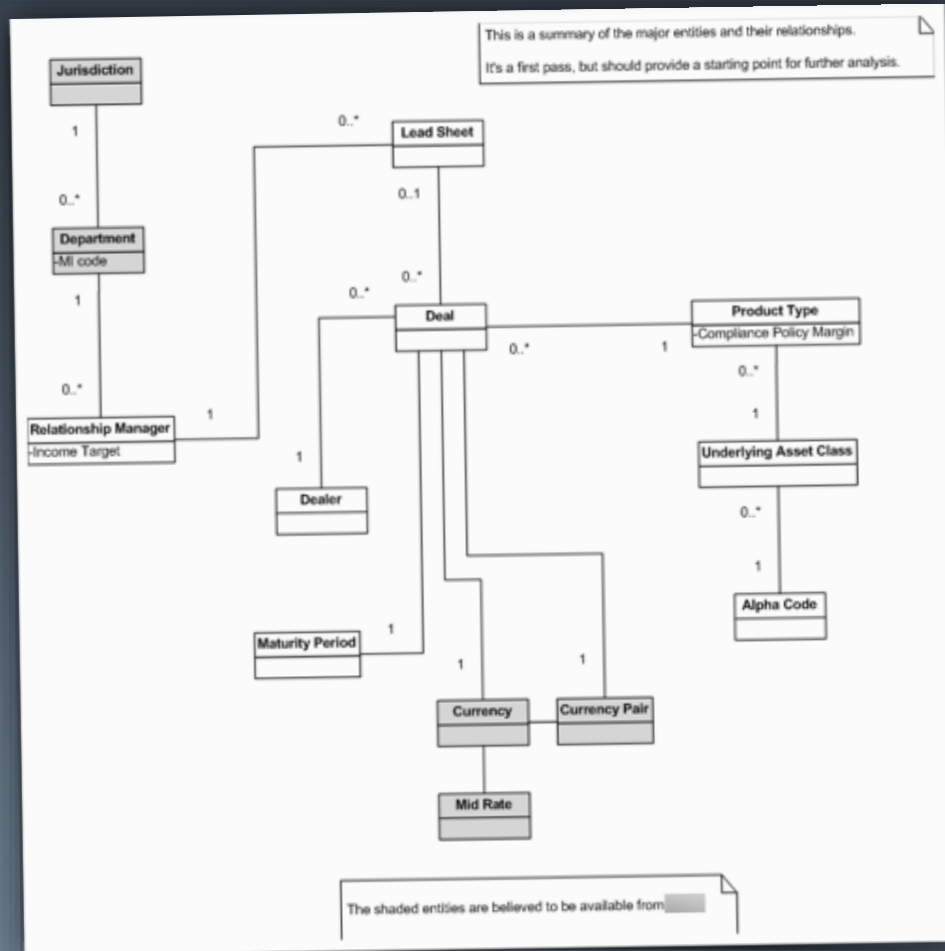 This is a summary of the major entities and their relationships.
It's a first pass, but should provide a starting point for further analysis.
Jurisdiction
1
0..*
Department
-MI code
1
0..*
Relationship Manager
-Income Target
1
0..*
Lead Sheet
0..1
0..*
0..*
Deal
0..*
1
Product Type
-Compliance Policy Margin
0..*
1
Underlying Asset Class
0..*
1
Alpha Code
1
Dealer
Maturity Period
1
1
1
Currency
Currency Pair
Mid Rate
The shaded entities are believed to be available from